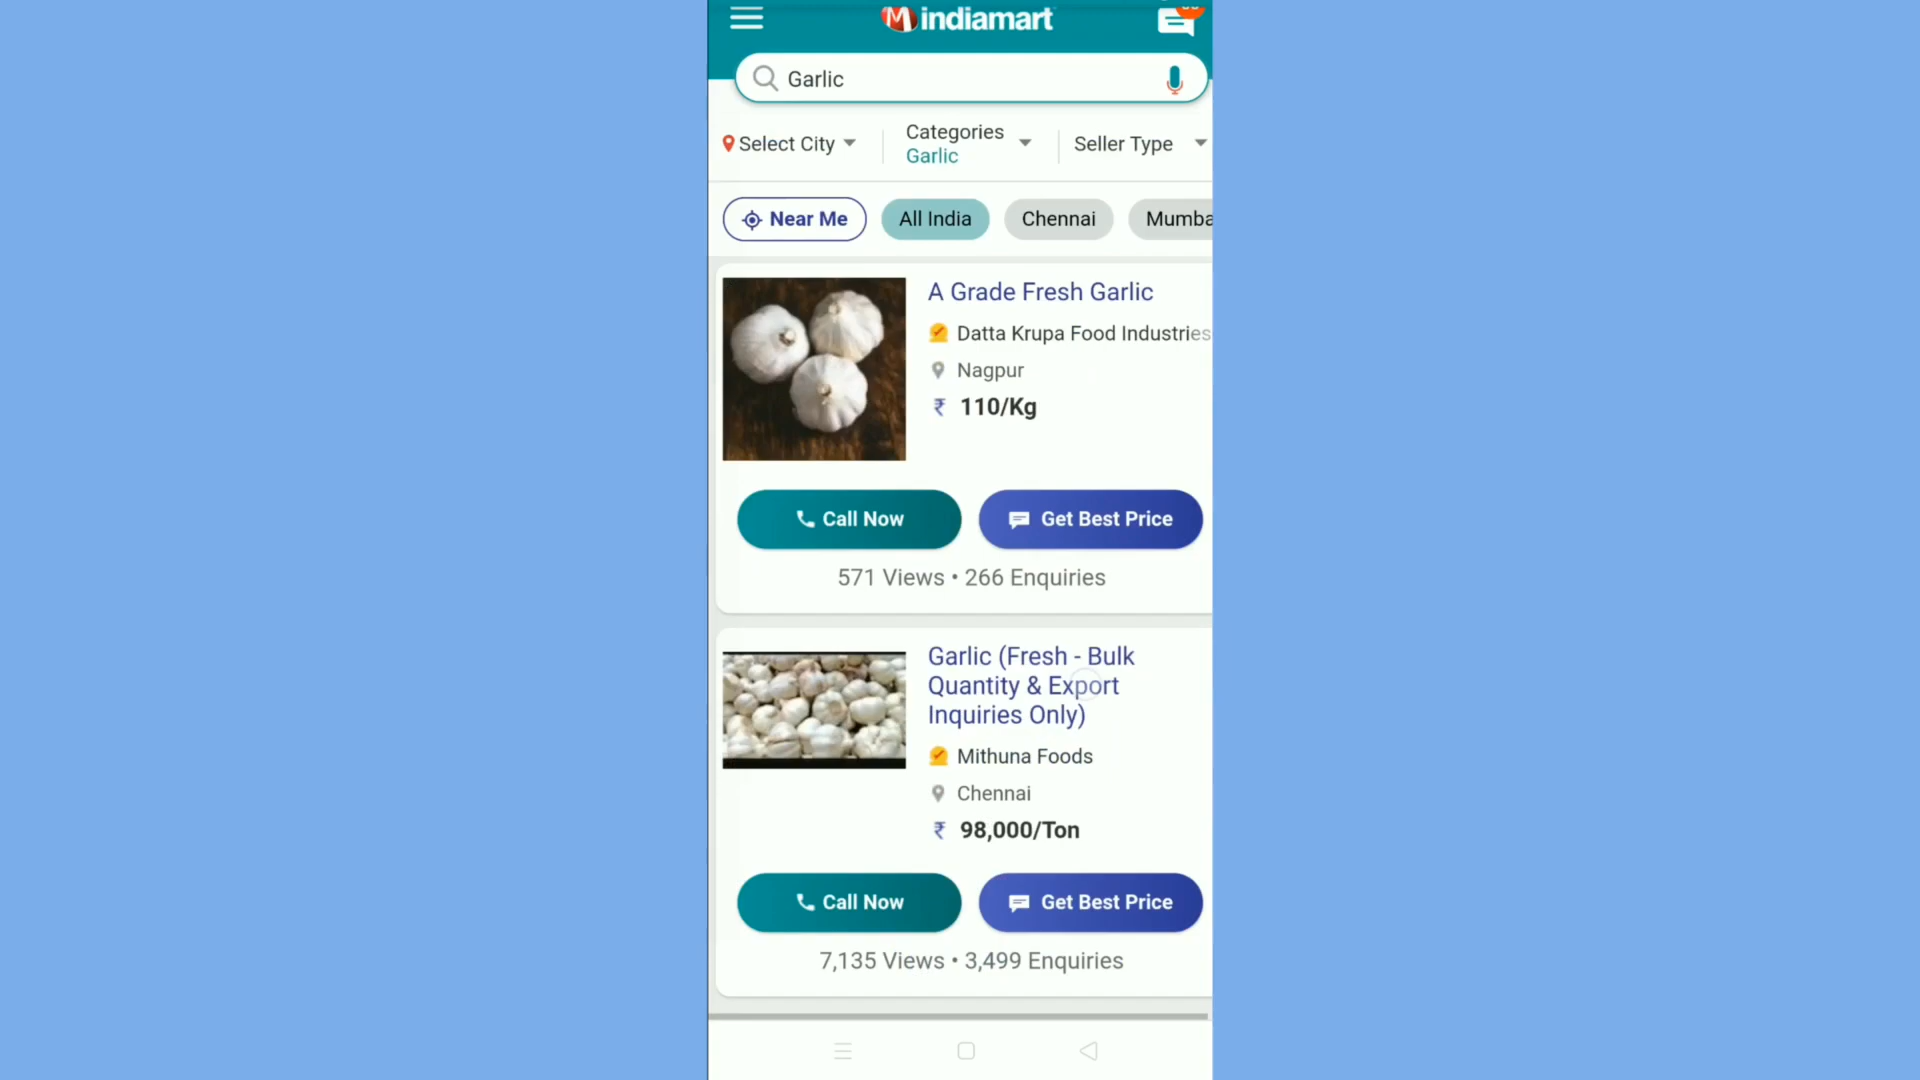 indiamart
Garlic
Select City
Categories
Garlic
Seller Type
Near Me
All India
Chennai
Mumba
A Grade Fresh Garlic
Datta Krupa Food Industries
Nagpur
₹ 110/Kg
Call Now
Get Best Price
571 Views • 266 Enquiries
Garlic (Fresh - Bulk
Quantity & Export
Inquiries Only)
Mithuna Foods
Chennai
₹ 98,000/Ton
Call Now
Get Best Price
7,135 Views • 3,499 Enquiries